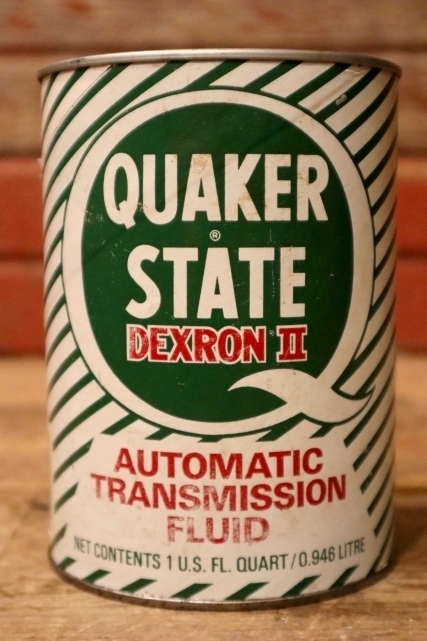 QUAKER
®
STATE
DEXRON® II
AUTOMATIC
TRANSMISSION
FLUID
NET CONTENTS 1 U.S. FL. QUART/0.946 LITRE